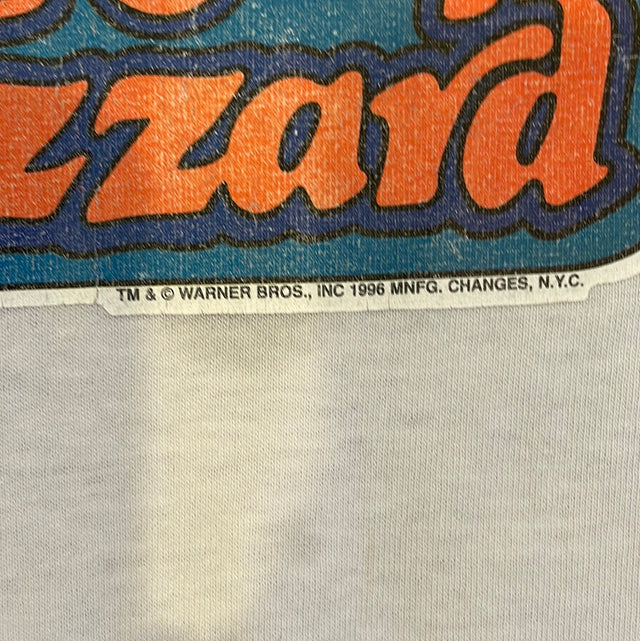 zzard
TM & © WARNER BROS., INC 1996 MNFG. CHANGES, N.Y.C.